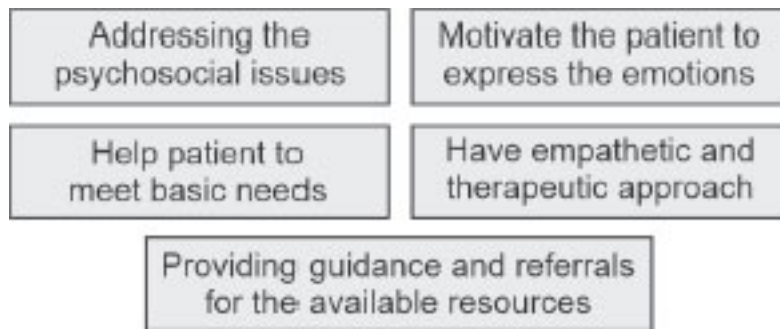 Addressing the
psychosocial issues
Motivate the patient to
express the emotions
Help patient to
meet basic needs
Have empathetic and
therapeutic approach
Providing guidance and referrals
for the available resources